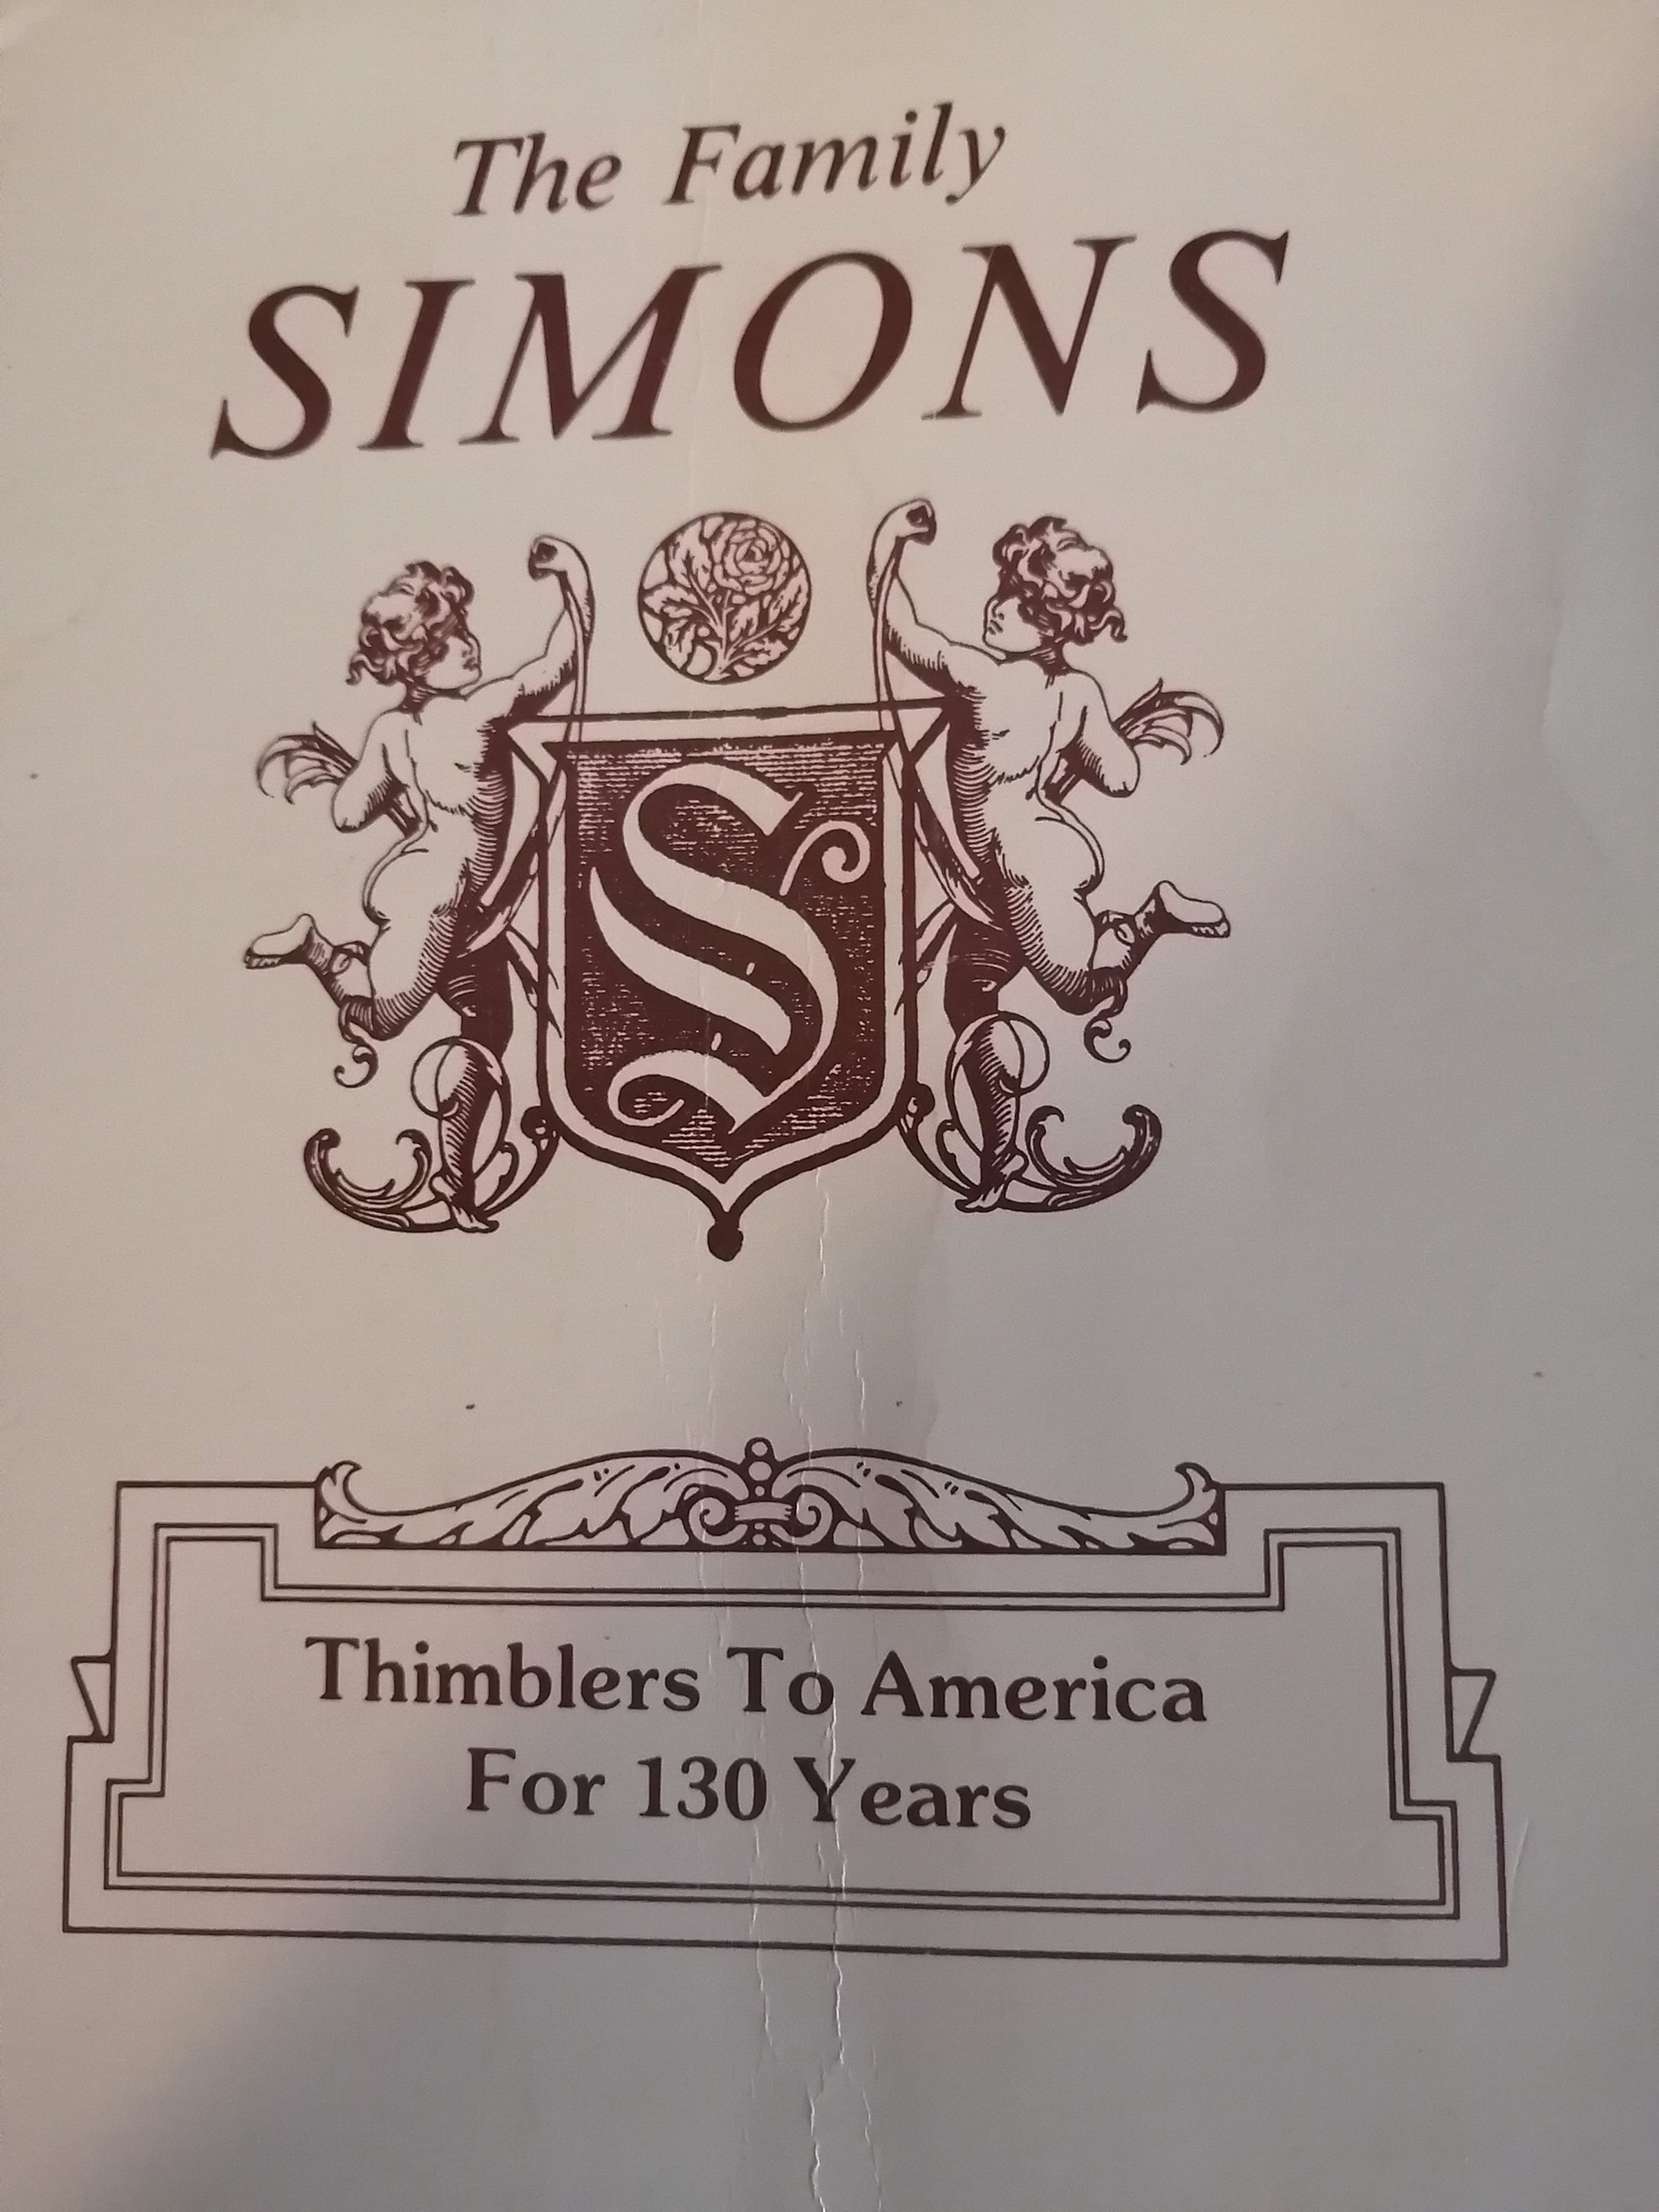 The Family
SIMONS
S
Thimblers To America
For 130 Years